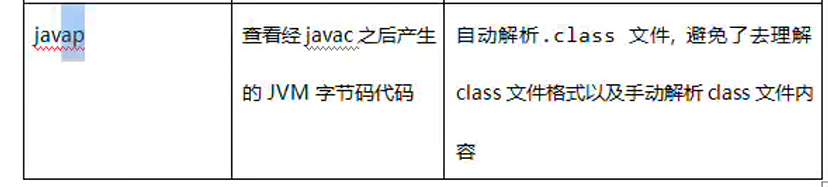 javap
查看经 javac 之后产生
的 JVM 字节码代码
自动解析.class 文件, 避免了去理解
class 文件格式以及手动解析 class 文件内
容